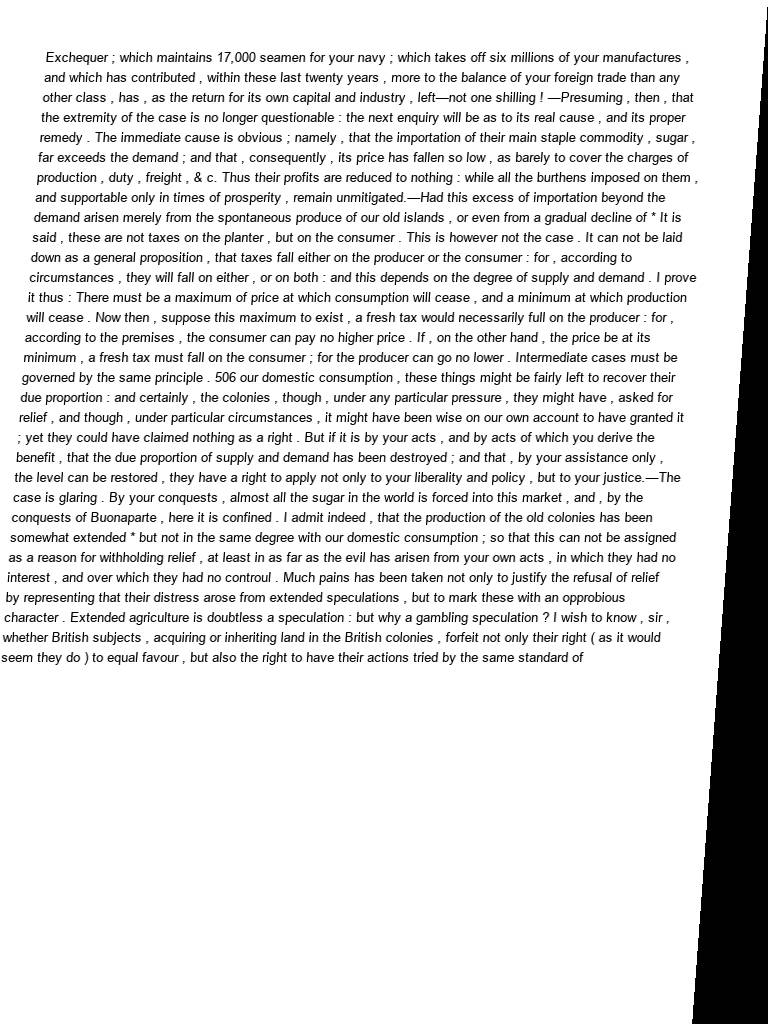 Exchequer ; which maintains 17,000 seamen for your navy ; which takes off six millions of your manufactures ,
and which has contributed , within these last twenty years , more to the balance of your foreign trade than any
other class , has , as the return for its own capital and industry , left—not one shilling ! —Presuming , then , that
the extremity of the case is no longer questionable : the next enquiry will be as to its real cause , and its proper
remedy . The immediate cause is obvious ; namely , that the importation of their main staple commodity , sugar ,
far exceeds the demand ; and that , consequently , its price has fallen so low , as barely to cover the charges of
production , duty , freight , & c. Thus their profits are reduced to nothing : while all the burthens imposed on them ,
and supportable only in times of prosperity , remain unmitigated.—Had this excess of importation beyond the
demand arisen merely from the spontaneous produce of our old islands , or even from a gradual decline of * It is
said , these are not taxes on the planter , but on the consumer . This is however not the case . It can not be laid
down as a general proposition , that taxes fall either on the producer or the consumer : for , according to
circumstances , they will fall on either , or on both : and this depends on the degree of supply and demand . I prove
it thus : There must be a maximum of price at which consumption will cease , and a minimum at which production
will cease . Now then , suppose this maximum to exist , a fresh tax would necessarily full on the producer : for ,
according to the premises , the consumer can pay no higher price . If , on the other hand , the price be at its
minimum , a fresh tax must fall on the consumer ; for the producer can go no lower . Intermediate cases must be
governed by the same principle . 506 our domestic consumption , these things might be fairly left to recover their
due proportion : and certainly , the colonies , though , under any particular pressure , they might have , asked for
relief , and though , under particular circumstances , it might have been wise on our own account to have granted it
; yet they could have claimed nothing as a right . But if it is by your acts , and by acts of which you derive the
benefit , that the due proportion of supply and demand has been destroyed ; and that , by your assistance only ,
the level can be restored , they have a right to apply not only to your liberality and policy , but to your justice.—The
case is glaring . By your conquests , almost all the sugar in the world is forced into this market , and , by the
conquests of Buonaparte , here it is confined . I admit indeed , that the production of the old colonies has been
somewhat extended * but not in the same degree with our domestic consumption ; so that this can not be assigned
as a reason for withholding relief , at least in as far as the evil has arisen from your own acts , in which they had no
interest , and over which they had no controul . Much pains has been taken not only to justify the refusal of relief
by representing that their distress arose from extended speculations , but to mark these with an opprobious
character . Extended agriculture is doubtless a speculation : but why a gambling speculation ? I wish to know , sir ,
whether British subjects , acquiring or inheriting land in the British colonies , forfeit not only their right ( as it would
seem they do ) to equal favour , but also the right to have their actions tried by the same standard of